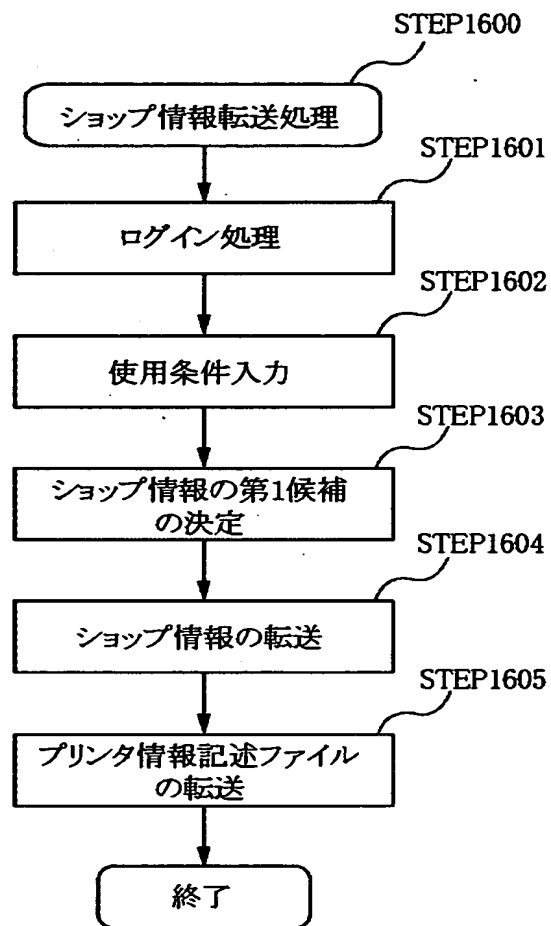 STEP1600
ショップ情報転送処理
STEP1601
ログイン処理
STEP1602
使用条件入力
STEP1603
ショップ情報の第1候補
の決定
STEP1604
ショップ情報の転送
STEP1605
プリンタ情報記述ファイル
の転送
終了